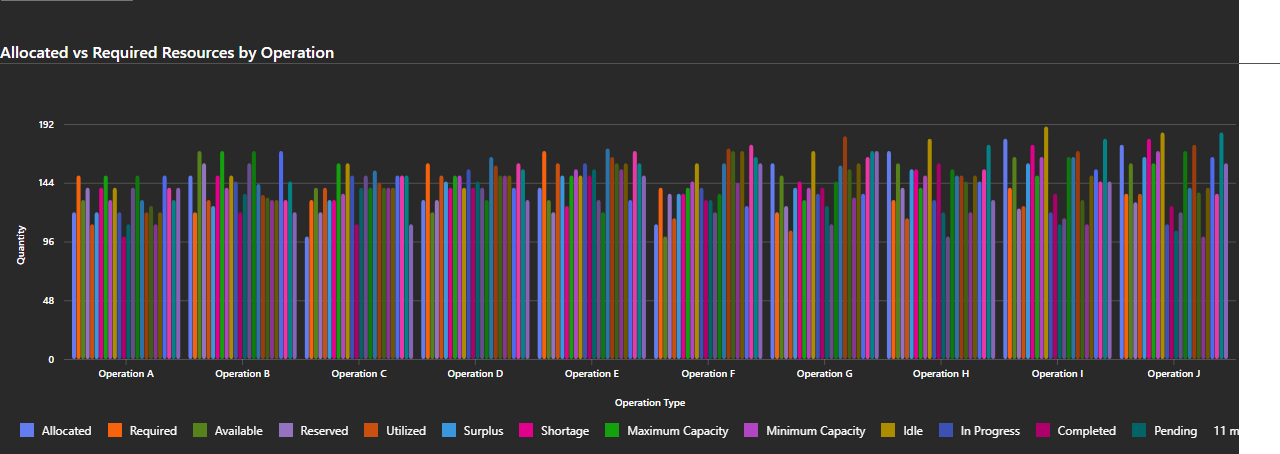 Allocated vs Required Resources by Operation
192
144
96
48
0
Quantity
Operation A Operation B Operation C Operation D Operation E Operation F Operation G Operation H Operation I Operation J
Operation Type
Allocated Required Available Reserved Utilized Surplus Shortage Maximum Capacity Minimum Capacity Idle In Progress Completed Pending 11 m